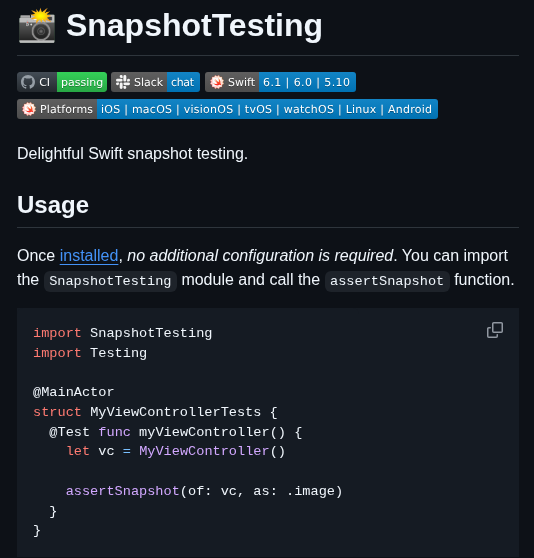 SnapshotTesting
CI passing Slack chat Swift 6.1 | 6.0 | 5.10
Platforms iOS | macOS | visionOS | tvOS | watchOS | Linux | Android
Delightful Swift snapshot testing.
Usage
Once installed, no additional configuration is required. You can import
the SnapshotTesting module and call the assertSnapshot function.
import SnapshotTesting
import Testing
@MainActor
struct MyViewControllerTests {
  @Test func myViewController() {
    let vc = MyViewController()
    assertSnapshot(of: vc, as: .image)
  }
}